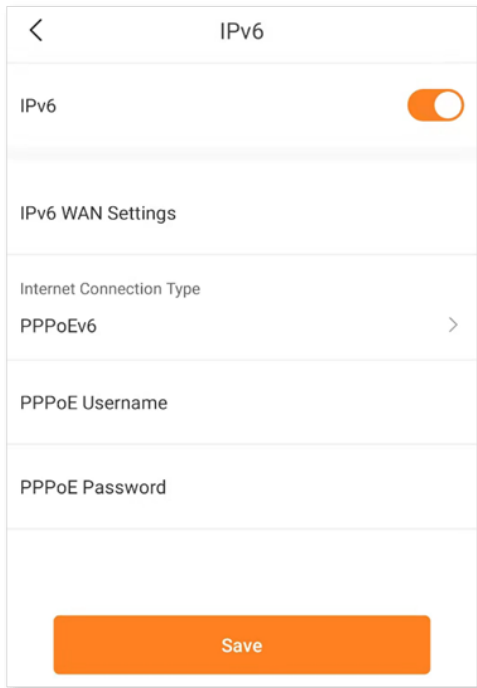 IPv6
IPv6
IPv6 WAN Settings
Internet Connection Type
PPPoEv6
PPPoE Username
PPPoE Password
Save